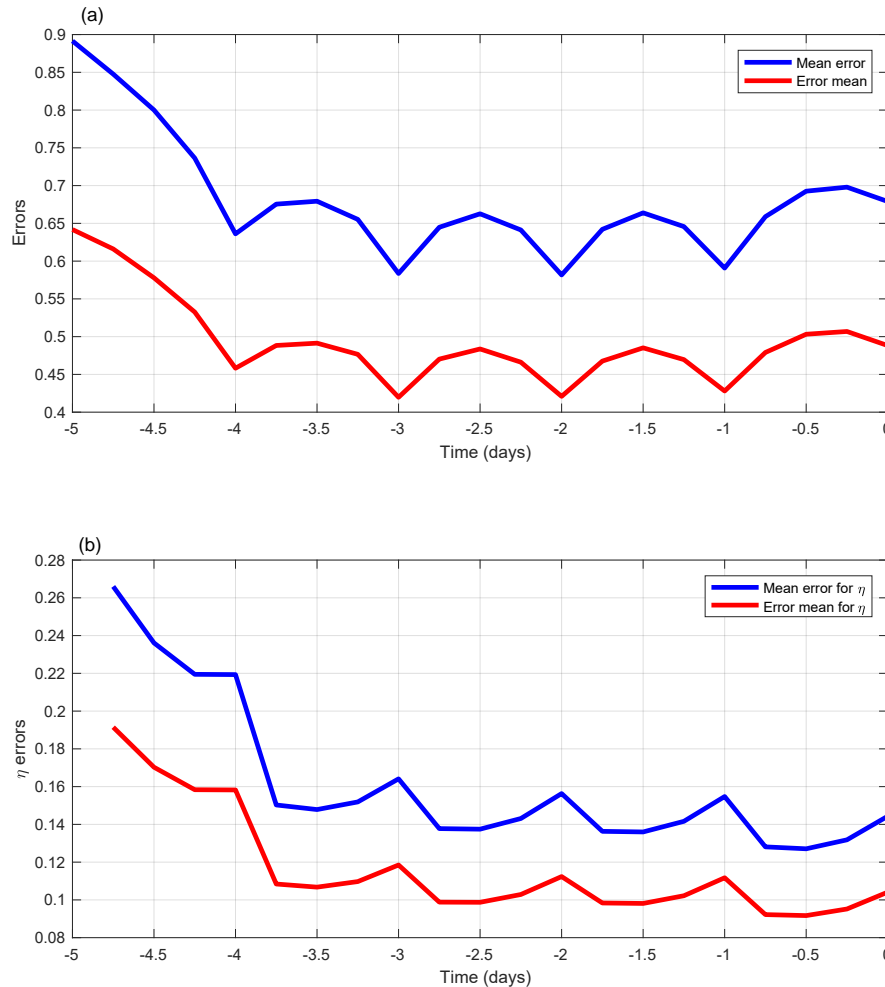 (a)
0.9
0.85
0.8
0.75
0.7
0.65
0.6
0.55
0.5
0.45
0.4
Errors
Mean error
Error mean
-5 -4.5 -4 -3.5 -3 -2.5 -2 -1.5 -1 -0.5 0
Time (days)
(b)
0.28
0.26
0.24
0.22
0.2
0.18
0.16
0.14
0.12
0.1
0.08
η errors
Mean error for η
Error mean for η
-5 -4.5 -4 -3.5 -3 -2.5 -2 -1.5 -1 -0.5 0
Time (days)